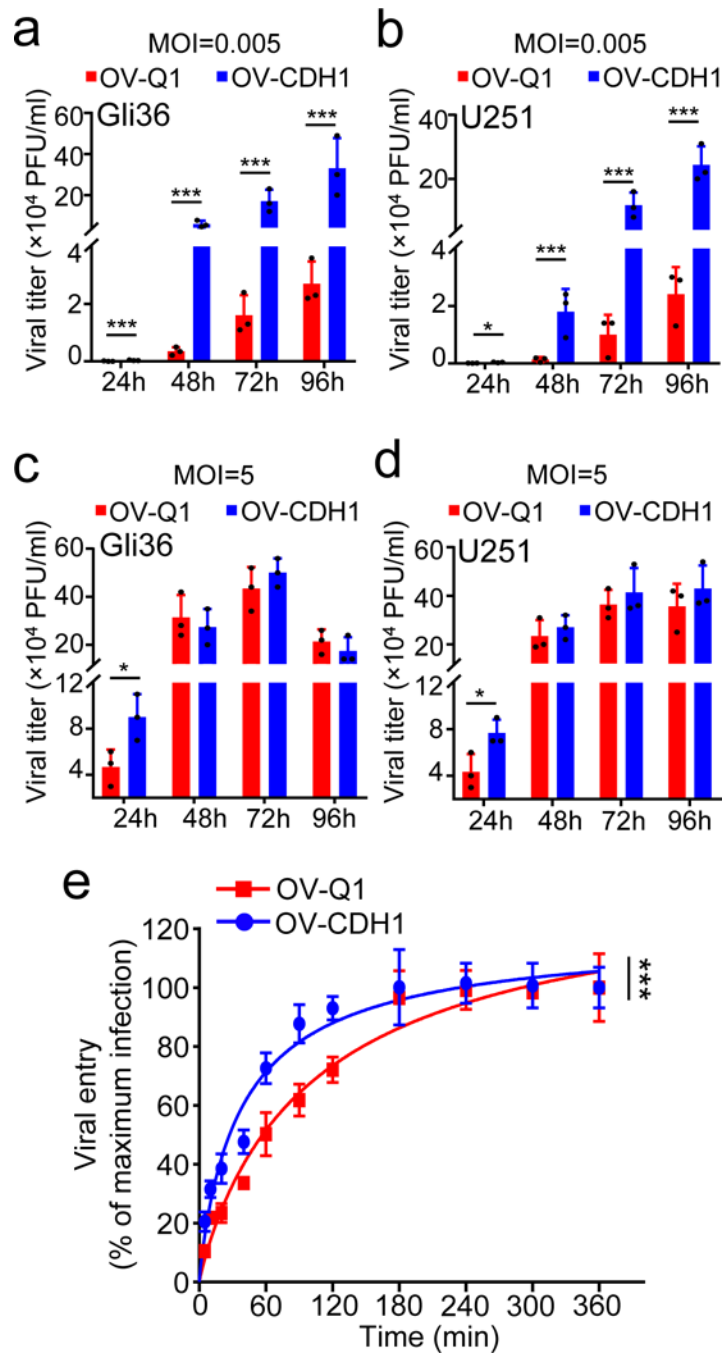 a
MOI=0.005
OV-Q1 OV-CDH1
Gli36
Viral titer (×10⁴ PFU/ml)
60
40
20
4
2
0
*** *** *** ***
24h 48h 72h 96h
b
MOI=0.005
OV-Q1 OV-CDH1
U251
Viral titer (×10⁴ PFU/ml)
40
20
4
2
0
* *** *** ***
24h 48h 72h 96h
c
MOI=5
OV-Q1 OV-CDH1
Gli36
Viral titer (×10⁴ PFU/ml)
60
40
20
12
8
4
*
24h 48h 72h 96h
d
MOI=5
OV-Q1 OV-CDH1
U251
Viral titer (×10⁴ PFU/ml)
60
40
20
12
8
4
*
24h 48h 72h 96h
e
OV-Q1
OV-CDH1
Viral entry
(% of maximum infection)
120
100
80
60
40
20
0
***
0 60 120 180 240 300 360
Time (min)